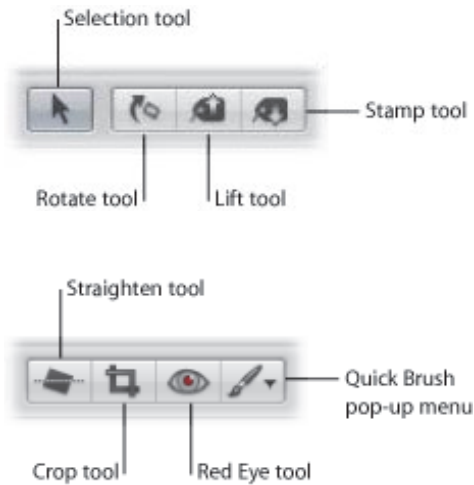 Selection tool
Stamp tool
Rotate tool
Lift tool
Straighten tool
Quick Brush
pop-up menu
Crop tool
Red Eye tool